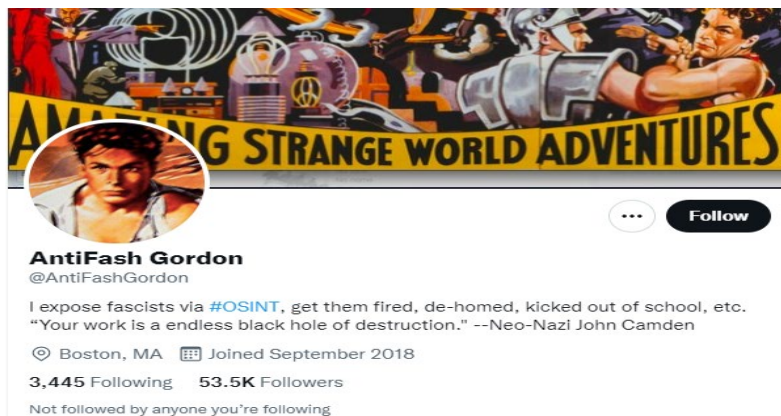 AMAZING STRANGE WORLD ADVENTURES
... Follow
AntiFash Gordon
@AntiFashGordon
I expose fascists via #OSINT, get them fired, de-homed, kicked out of school, etc.
“Your work is a endless black hole of destruction." --Neo-Nazi John Camden
Boston, MA Joined September 2018
3,445 Following 53.5K Followers
Not followed by anyone you’re following